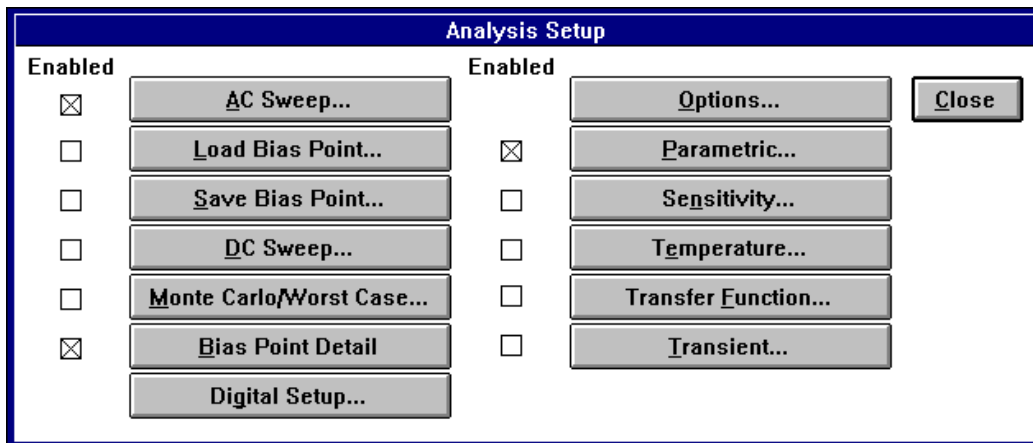 Analysis Setup
Enabled
AC Sweep...
Load Bias Point...
Save Bias Point...
DC Sweep...
Monte Carlo/Worst Case...
Bias Point Detail
Digital Setup...
Enabled
Options...
Parametric...
Sensitivity...
Temperature...
Transfer Function...
Transient...
Close